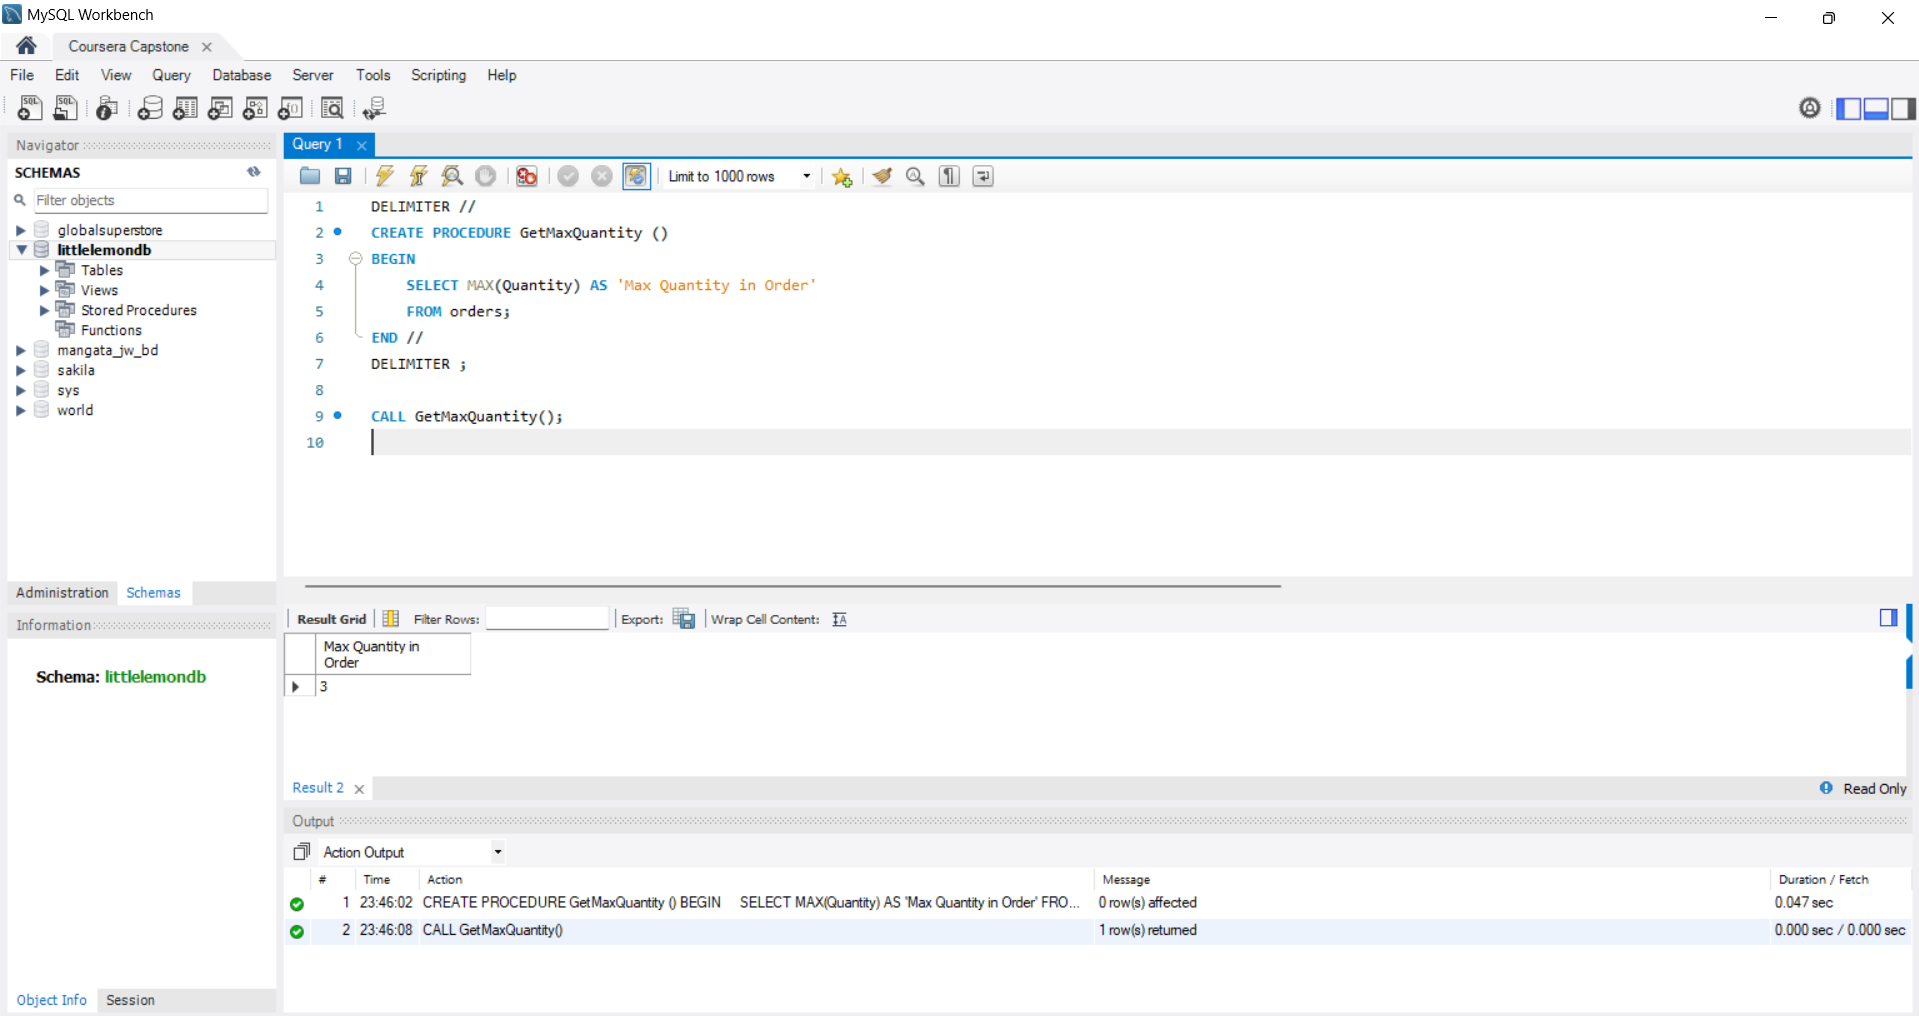 MySQL Workbench
Coursera Capstone
File Edit View Query Database Server Tools Scripting Help
Navigator
SCHEMAS
Filter objects
globalsuperstore
littlelemondb
Tables
Views
Stored Procedures
Functions
mangata_jw_bd
sakila
sys
world
Administration Schemas
Information
Schema: littlelemondb
Object Info Session
Query 1
Limit to 1000 rows
1 DELIMITER //
2 CREATE PROCEDURE GetMaxQuantity ()
3 BEGIN
4 SELECT MAX(Quantity) AS 'Max Quantity in Order'
5 FROM orders;
6 END //
7 DELIMITER ;
8
9 CALL GetMaxQuantity();
10
Result Grid Filter Rows: Export: Wrap Cell Content:
Max Quantity in
Order
3
Result 2 Read Only
Output
Action Output
# Time Action Message Duration / Fetch
1 23:46:02 CREATE PROCEDURE GetMaxQuantity () BEGIN SELECT MAX(Quantity) AS 'Max Quantity in Order' FRO... 0 row(s) affected 0.047 sec
2 23:46:08 CALL GetMaxQuantity() 1 row(s) returned 0.000 sec / 0.000 sec